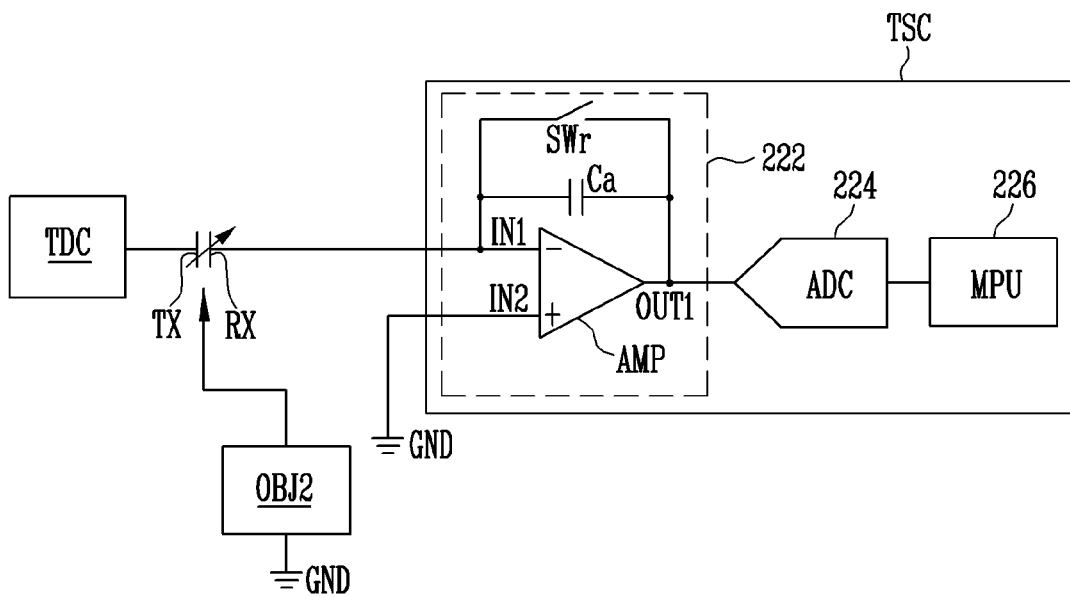 TSC
SWr
222
Ca
224
226
TDC
IN1
−
ADC
MPU
TX
RX
IN2
+
OUT1
AMP
GND
OBJ2
GND